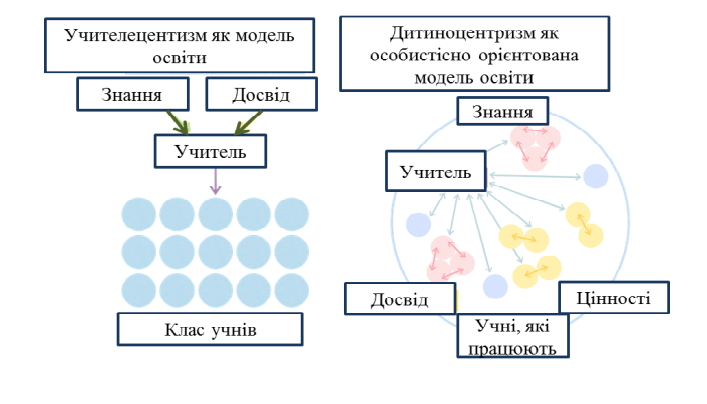 Учителецентизм як модель
освіти
Знання
Досвід
Учитель
Клас учнів
Дитиноцентризм як
особистісно орієнтована
модель освіти
Знання
Учитель
Досвід
Цінності
Учні, які
працюють